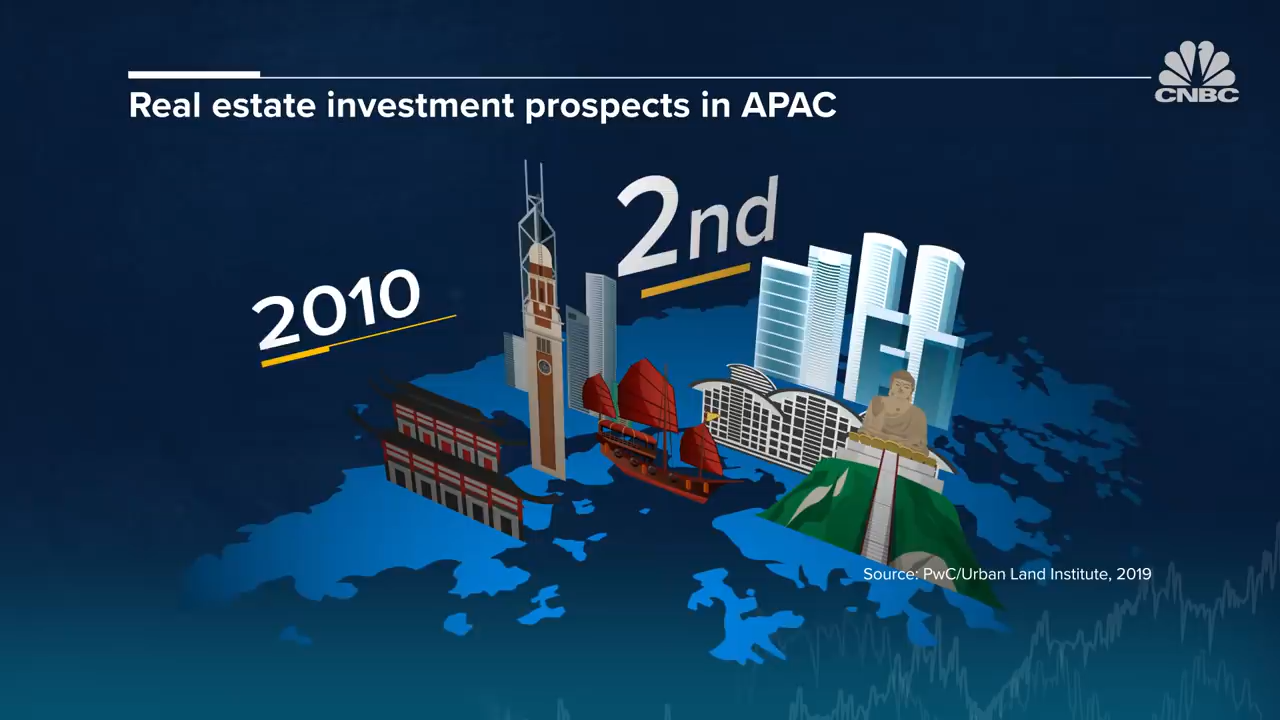 CNBC
Real estate investment prospects in APAC
2nd
2010
Source: PwC/Urban Land Institute, 2019